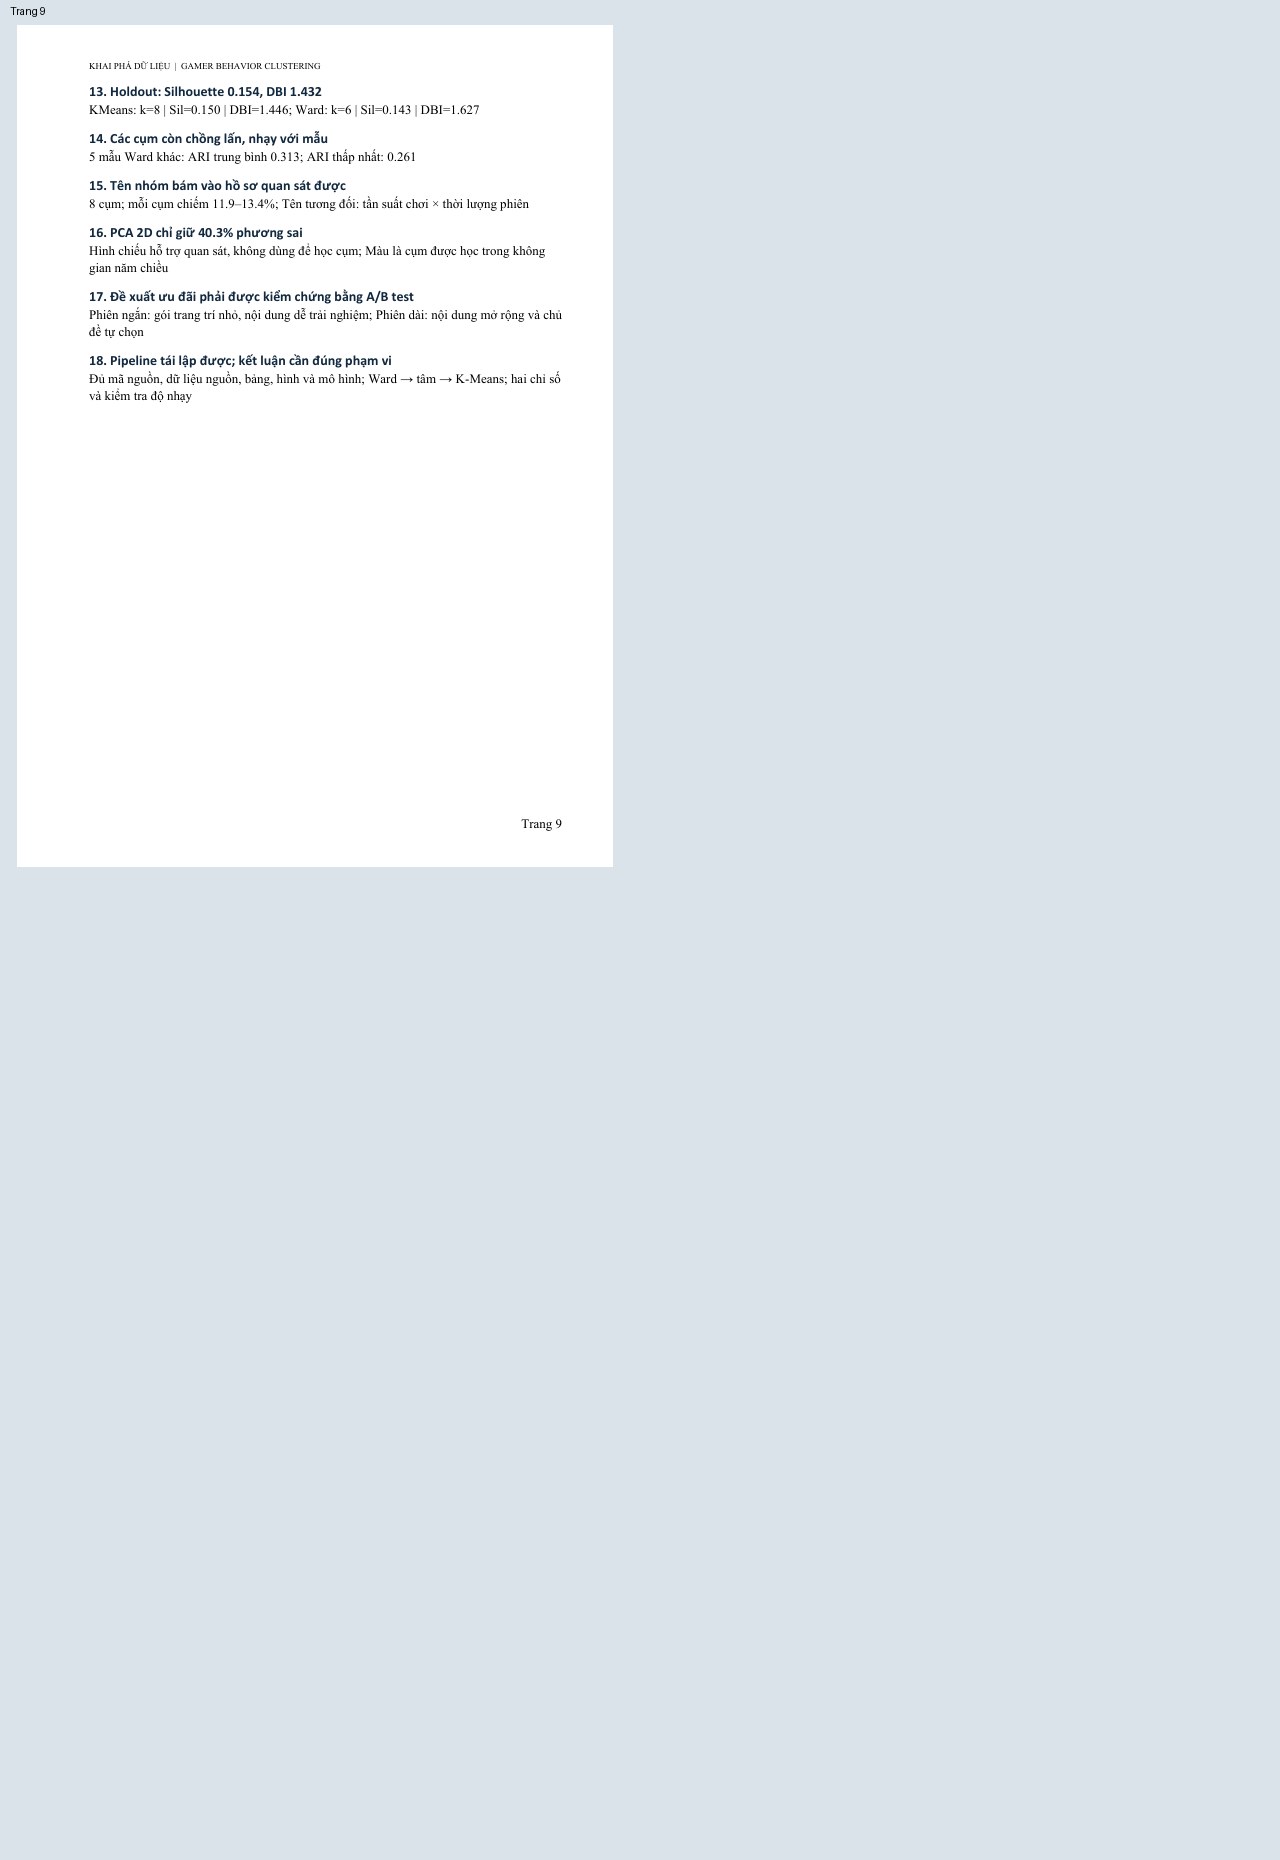 Trang 9
KHAI PHÁ DỮ LIỆU | GAMER BEHAVIOR CLUSTERING
13. Holdout: Silhouette 0.154, DBI 1.432
KMeans: k=8 | Sil=0.150 | DBI=1.446; Ward: k=6 | Sil=0.143 | DBI=1.627
14. Các cụm còn chồng lấn, nhạy với mẫu
5 mẫu Ward khác: ARI trung bình 0.313; ARI thấp nhất: 0.261
15. Tên nhóm bám vào hồ sơ quan sát được
8 cụm; mỗi cụm chiếm 11.9–13.4%; Tên tương đối: tần suất chơi × thời lượng phiên
16. PCA 2D chỉ giữ 40.3% phương sai
Hình chiếu hỗ trợ quan sát, không dùng để học cụm; Màu là cụm được học trong không
gian năm chiều
17. Đề xuất ưu đãi phải được kiểm chứng bằng A/B test
Phiên ngắn: gói trang trí nhỏ, nội dung dễ trải nghiệm; Phiên dài: nội dung mở rộng và chủ
đề tự chọn
18. Pipeline tái lập được; kết luận cần đúng phạm vi
Đủ mã nguồn, dữ liệu nguồn, bảng, hình và mô hình; Ward → tâm → K-Means; hai chỉ số
và kiểm tra độ nhạy
Trang 9